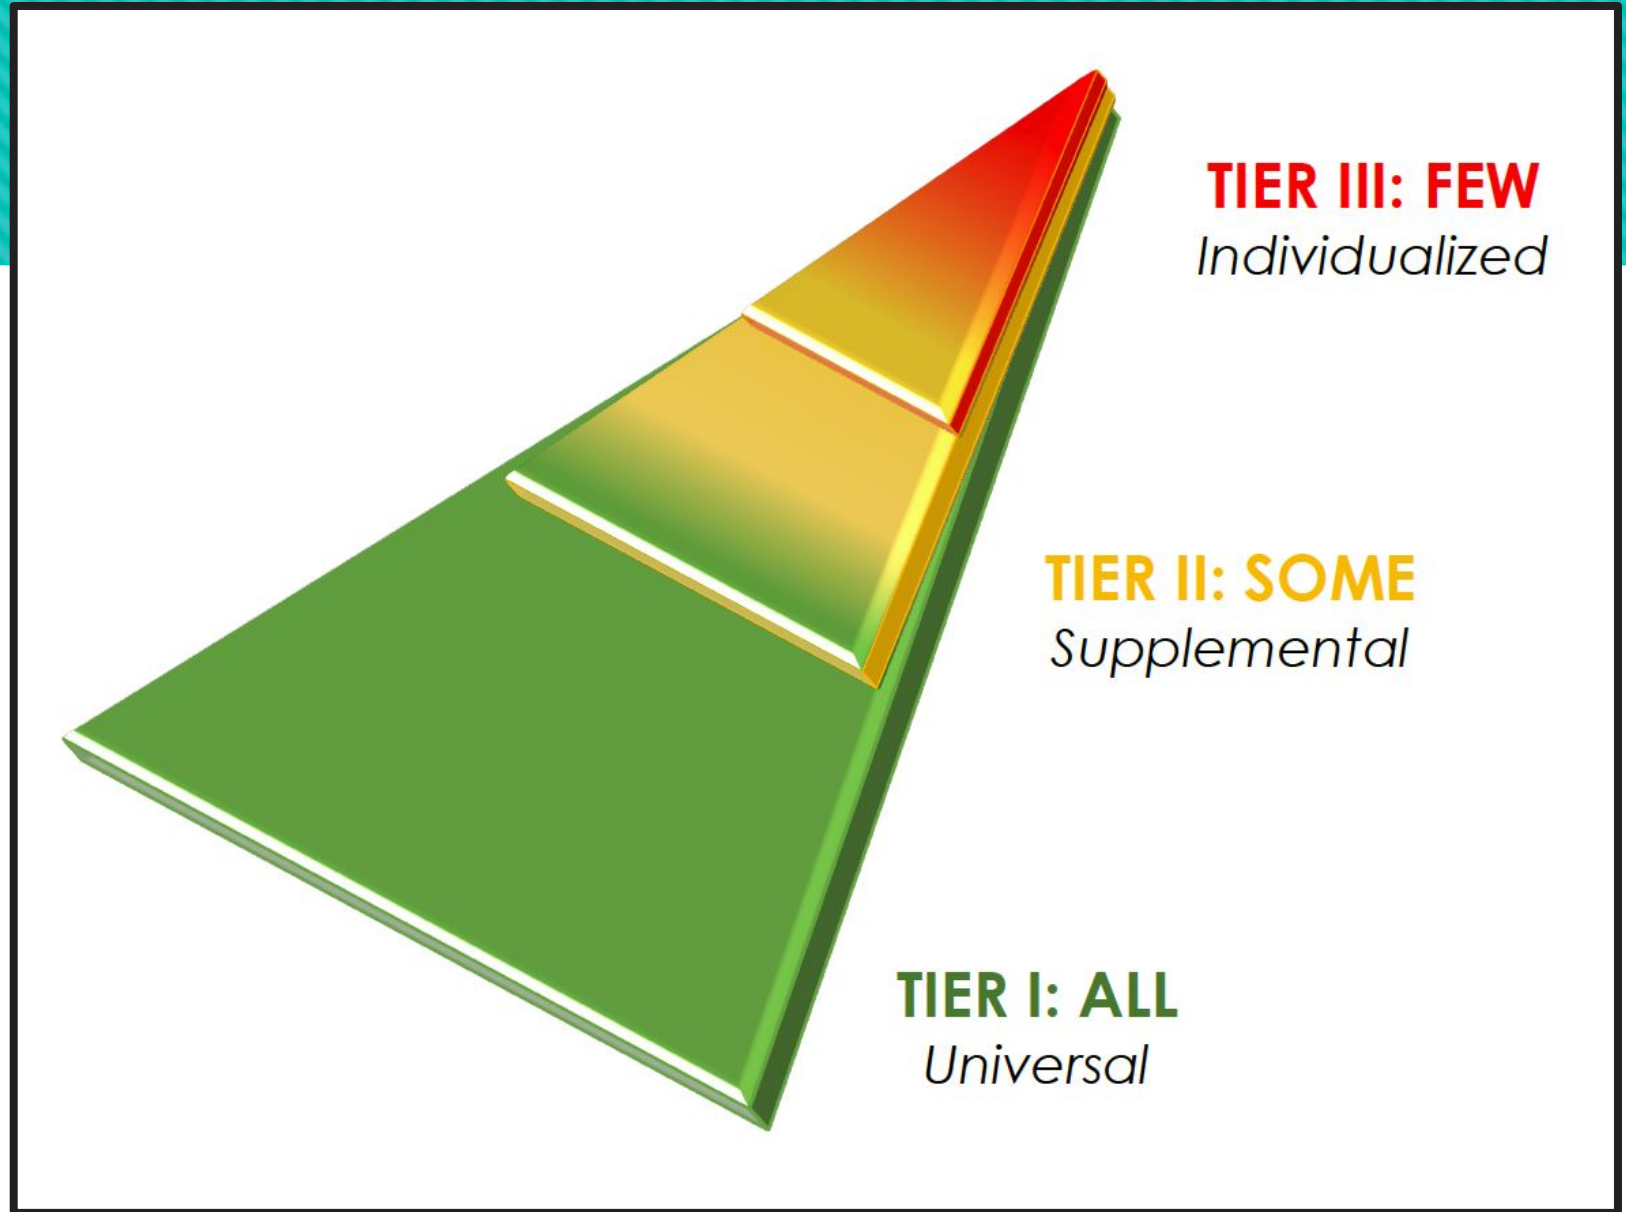 TIER III: FEW
Individualized
TIER II: SOME
Supplemental
TIER I: ALL
Universal